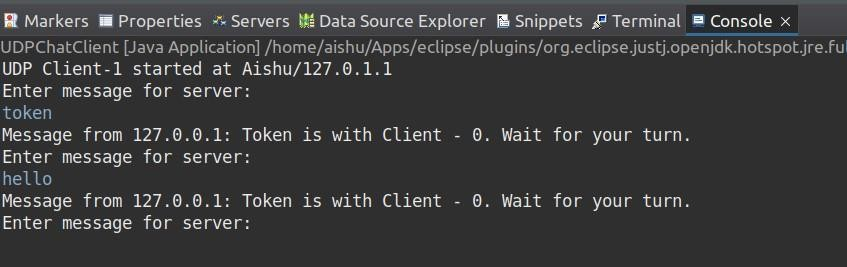 Markers Properties Servers Data Source Explorer Snippets Terminal Console ×
UDPChatClient [Java Application] /home/aishu/Apps/eclipse/plugins/org.eclipse.justj.openjdk.hotspot.jre.ful
UDP Client-1 started at Aishu/127.0.1.1
Enter message for server:
token
Message from 127.0.0.1: Token is with Client - 0. Wait for your turn.
Enter message for server:
hello
Message from 127.0.0.1: Token is with Client - 0. Wait for your turn.
Enter message for server: